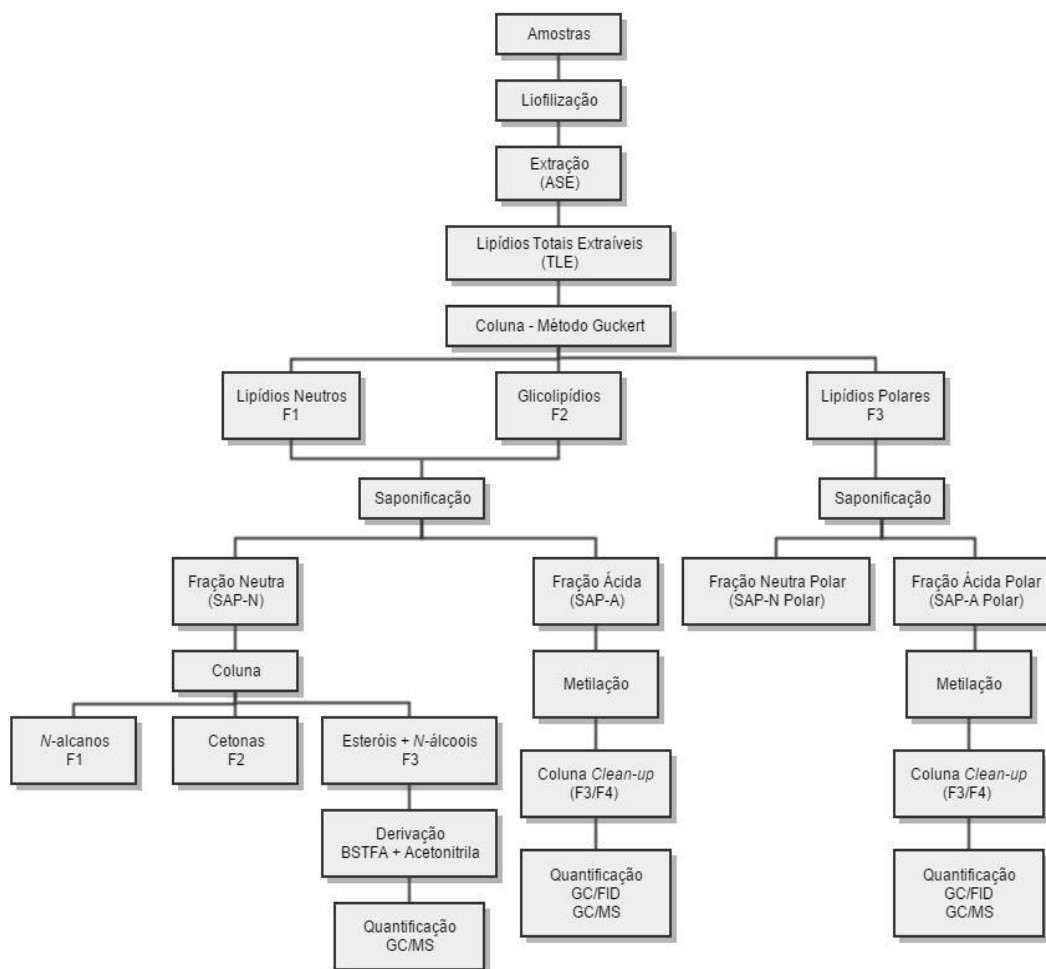 Amostras
Liofilização
Extração
(ASE)
Lipídios Totais Extraíveis
(TLE)
Coluna - Método Guckert
Lipídios Neutros
F1
Glicolipídios
F2
Lipídios Polares
F3
Saponificação
Saponificação
Fração Neutra
(SAP-N)
Fração Ácida
(SAP-A)
Fração Neutra Polar
(SAP-N Polar)
Fração Ácida Polar
(SAP-A Polar)
Coluna
Metilação
Metilação
N-alcanos
F1
Cetonas
F2
Esteróis + N-álcoois
F3
Coluna Clean-up
(F3/F4)
Coluna Clean-up
(F3/F4)
Derivação
BSTFA + Acetonitrila
Quantificação
GC/FID
GC/MS
Quantificação
GC/FID
GC/MS
Quantificação
GC/MS